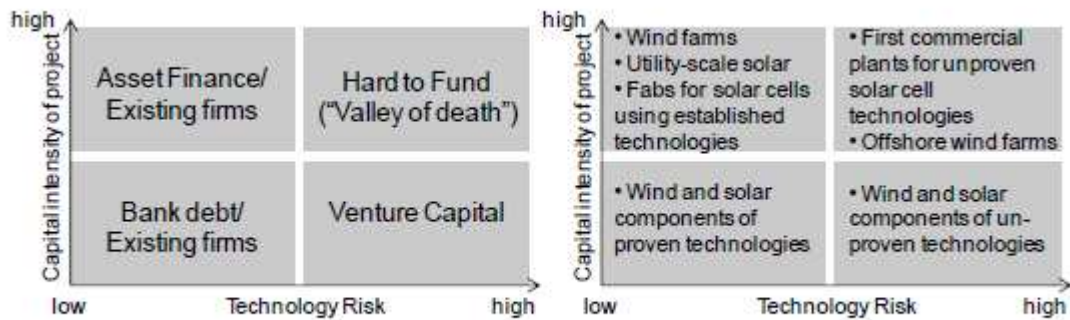 high
Capital intensity of project
Asset Finance/
Existing firms
Hard to Fund
("Valley of death")
Bank debt/
Existing firms
Venture Capital
low
Technology Risk
high
high
Capital intensity of project
• Wind farms
• Utility-scale solar
• Fabs for solar cells
using established
technologies
• First commercial
plants for unproven
solar cell
technologies
• Offshore wind farms
• Wind and solar
components of
proven technologies
• Wind and solar
components of un-
proven technologies
low
Technology Risk
high